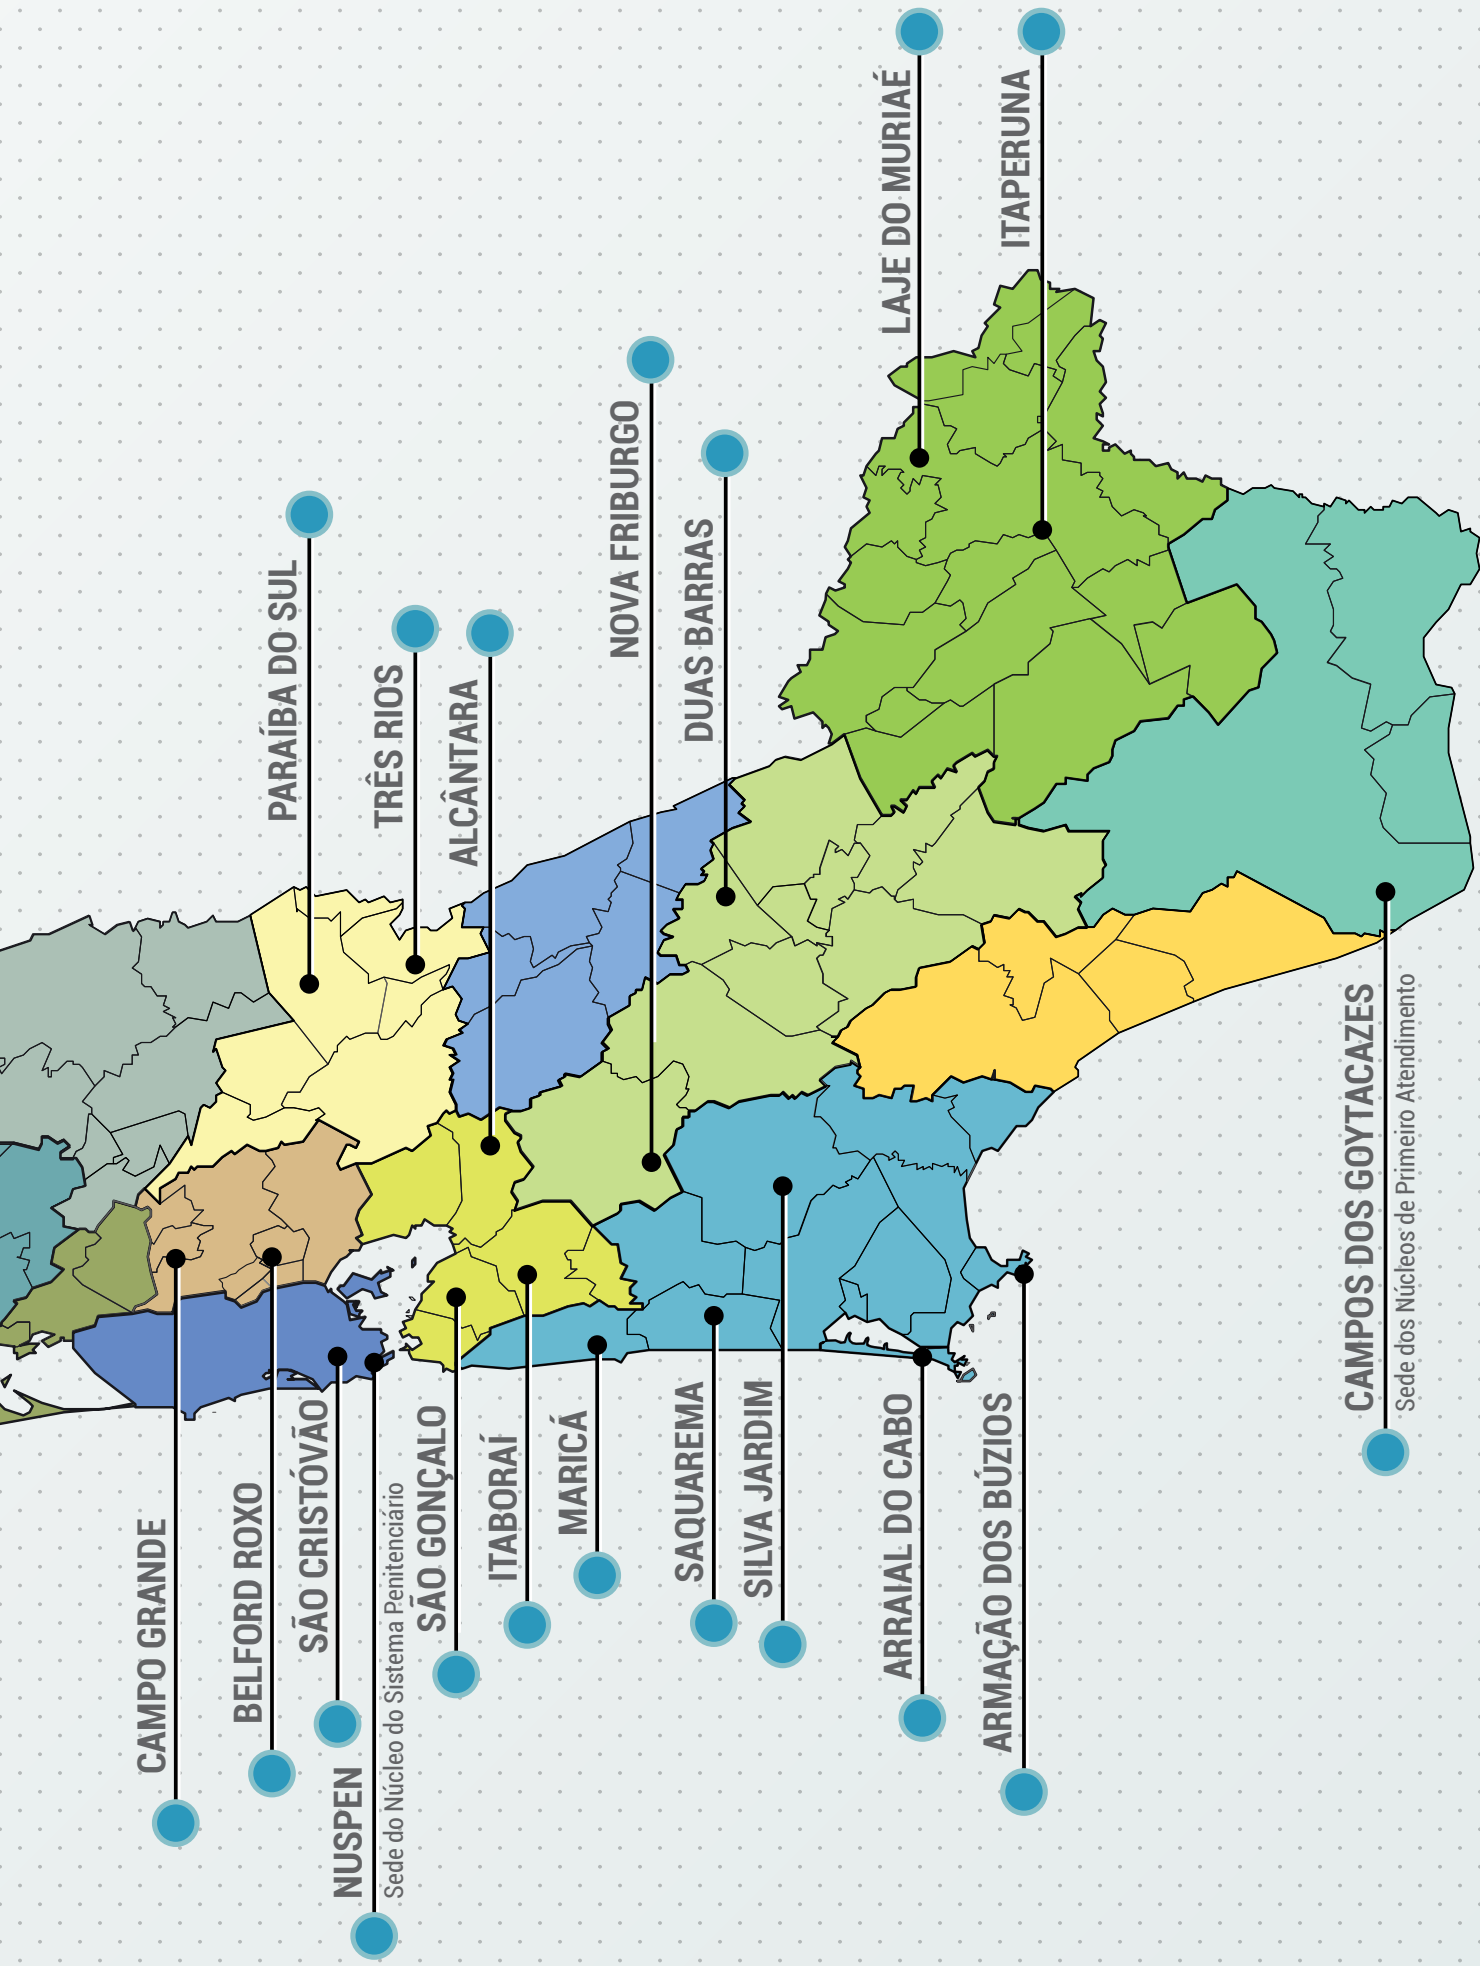 LAJE DO MURIAÉ
ITAPERUNA
NOVA FRIBURGO
DUAS BARRAS
PARAÍBA DO SUL
TRÊS RIOS
ALCÂNTARA
CAMPOS DOS GOYTACAZES
Sede dos Núcleos de Primeiro Atendimento
CAMPO GRANDE
BELFORD ROXO
SÃO CRISTÓVÃO
NUSPEN
Sede do Núcleo do Sistema Penitenciário
SÃO GONÇALO
ITABORAÍ
MARICÁ
SAQUAREMA
SILVA JARDIM
ARRAIAL DO CABO
ARMAÇÃO DOS BÚZIOS